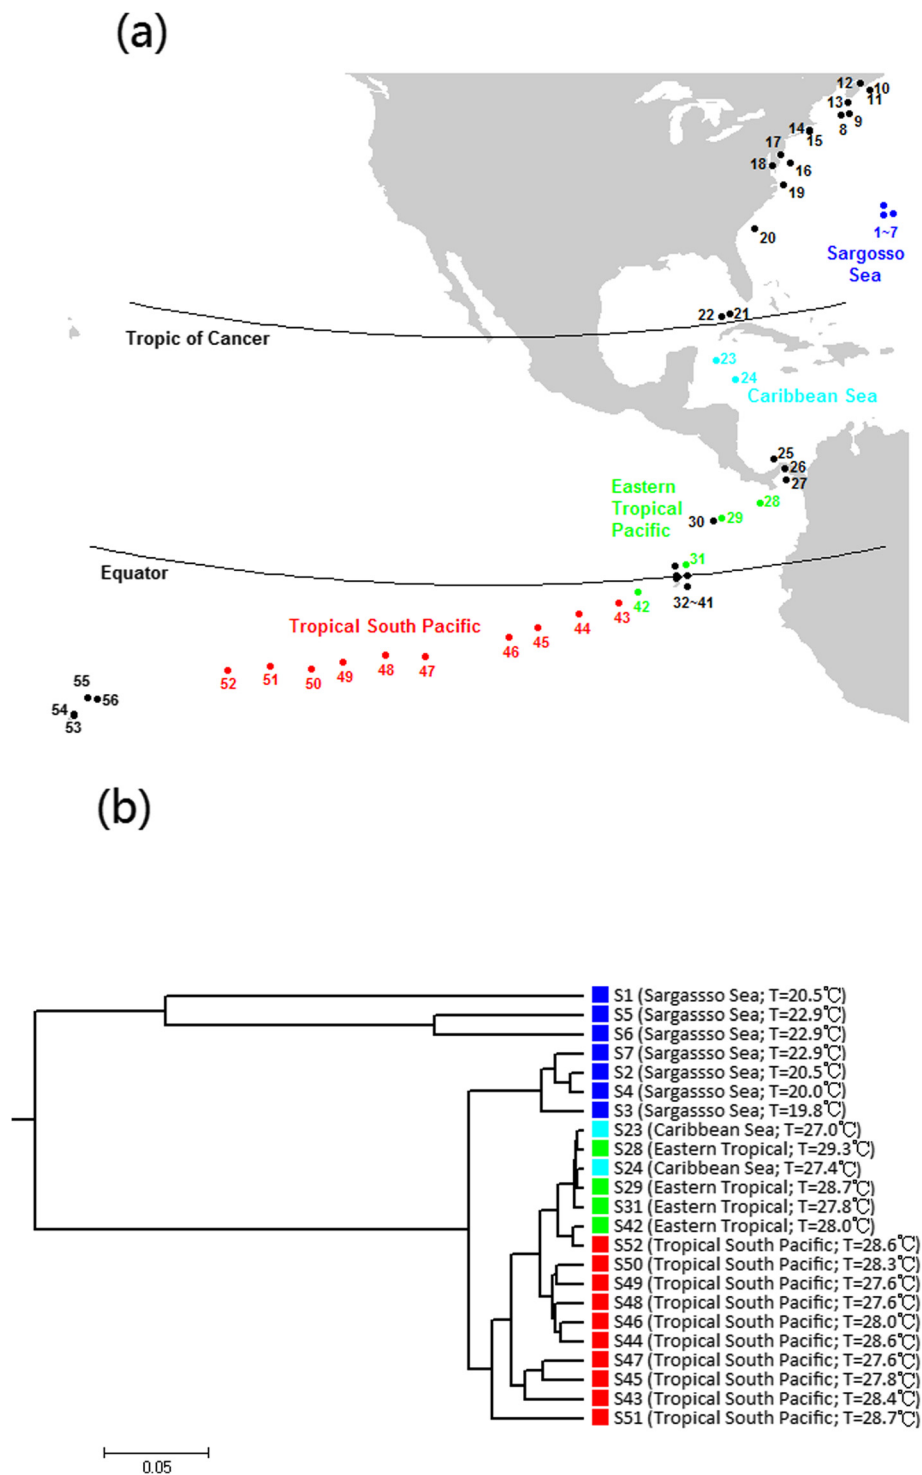 (a)
12
10
11
13
8
9
14
15
17
18
16
19
1~7
20
Sargosso
Sea
22
21
Tropic of Cancer
23
24
Caribbean Sea
25
26
27
Eastern
Tropical
Pacific
28
30
29
Equator
31
32~41
42
43
Tropical South Pacific
44
45
46
47
48
49
50
51
52
55
56
54
53
(b)
S1 (Sargassso Sea; T=20.5℃)
S5 (Sargassso Sea; T=22.9℃)
S6 (Sargassso Sea; T=22.9℃)
S7 (Sargassso Sea; T=22.9℃)
S2 (Sargassso Sea; T=20.5℃)
S4 (Sargassso Sea; T=20.0℃)
S3 (Sargassso Sea; T=19.8℃)
S23 (Caribbean Sea; T=27.0℃)
S28 (Eastern Tropical; T=29.3℃)
S24 (Caribbean Sea; T=27.4℃)
S29 (Eastern Tropical; T=28.7℃)
S31 (Eastern Tropical; T=27.8℃)
S42 (Eastern Tropical; T=28.0℃)
S52 (Tropical South Pacific; T=28.6℃)
S50 (Tropical South Pacific; T=28.3℃)
S49 (Tropical South Pacific; T=27.6℃)
S48 (Tropical South Pacific; T=27.6℃)
S46 (Tropical South Pacific; T=28.0℃)
S44 (Tropical South Pacific; T=28.6℃)
S47 (Tropical South Pacific; T=27.6℃)
S45 (Tropical South Pacific; T=27.8℃)
S43 (Tropical South Pacific; T=28.4℃)
S51 (Tropical South Pacific; T=28.7℃)
0.05